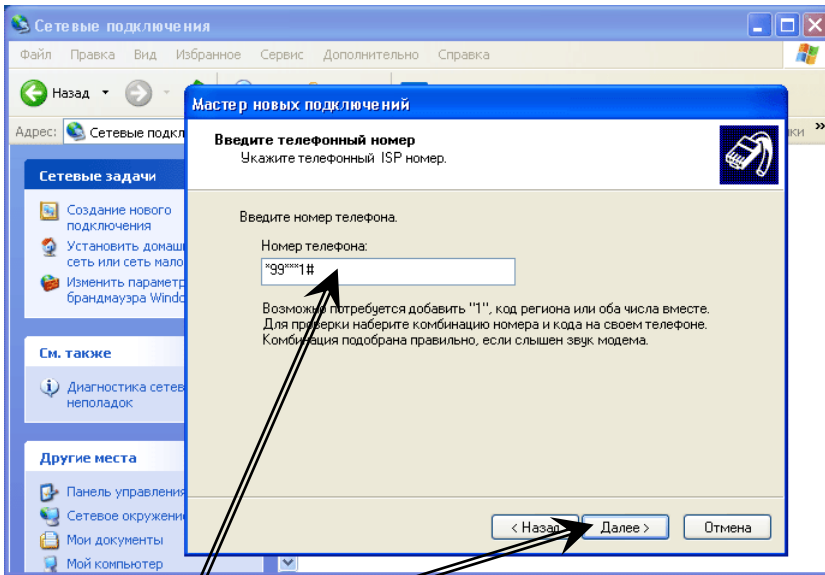 Сетевые подключения
Файл Правка Вид Избранное Сервис Дополнительно Справка
Назад
Адрес: Сетевые подкл
Мастер новых подключений
Введите телефонный номер
Укажите телефонный ISP номер.
Сетевые задачи
Создание нового
подключения
Установить домаш
сеть или сеть мало
Изменить параметр
брандмауэра Windo
См. также
Диагностика сетев
неполадок
Другие места
Панель управления
Сетевое окружени
Мои документы
Мой компьютер
Введите номер телефона.
Номер телефона:
*99***1#
Возможно потребуется добавить "1", код региона или оба числа вместе.
Для проверки наберите комбинацию номера и кода на своем телефоне.
Комбинация подобрана правильно, если слышен звук модема.
< Назад Далее > Отмена